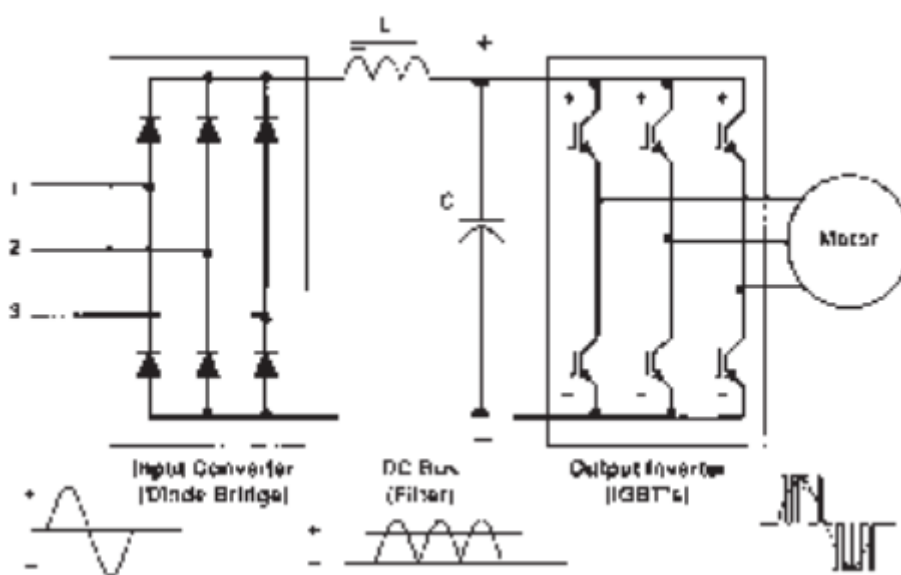 L
+
+ + +
1
C
2
Motor
3
- - -
-
Input Converter
(Diode Bridge)
DC Bus
(Filter)
Output Inverter
(IGBT's)
+
-
+
-